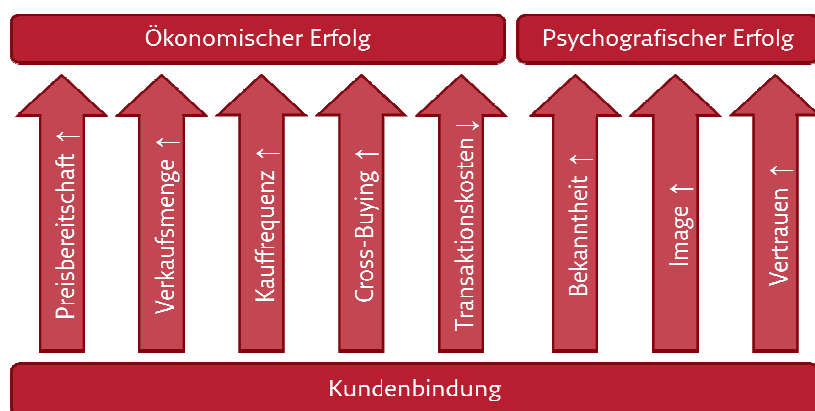 Ökonomischer Erfolg
Psychografischer Erfolg
Preisbereitschaft ↑
Verkaufsmenge ↑
Kauffrequenz ↑
Cross-Buying ↑
Transaktionskosten ↓
Bekanntheit ↑
Image ↑
Vertrauen ↑
Kundenbindung